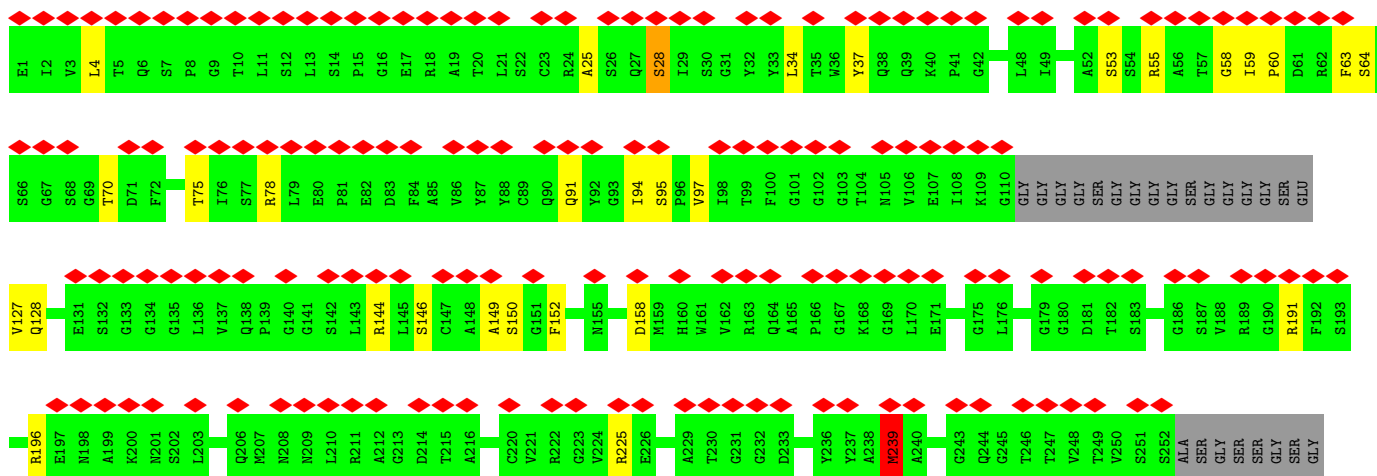 E1 I2 V3 L4 T5 Q6 S7 P8 G9 T10 L11 S12 L13 S14 P15 G16 E17 R18 A19 T20 L21 S22 C23 R24 A25 S26 Q27 S28 I29 S30 G31 Y32 Y33 L34 T35 W36 Y37 Q38 Q39 K40 P41 G42 L48 I49 A52 S53 S54 R55 A56 T57 G58 I59 P60 D61 R62 F63 S64
S66 G67 S68 G69 T70 D71 F72 T75 I76 S77 R78 L79 E80 P81 E82 D83 F84 A85 V86 Y87 Y88 C89 Q90 Q91 Y92 G93 I94 S95 P96 V97 I98 T99 F100 G101 G102 G103 T104 N105 V106 E107 I108 K109 G110 GLY GLY GLY GLY SER GLY GLY GLY GLY SER GLY GLY GLY GLY SER GLU
V127 Q128 E131 S132 G133 G134 G135 L136 V137 Q138 P139 G140 G141 S142 L143 R144 L145 S146 C147 A148 A149 S150 G151 F152 N155 D158 M159 H160 W161 V162 R163 Q164 A165 P166 G167 K168 G169 L170 E171 G175 L176 G179 G180 D181 T182 S183 G186 S187 V188 R189 G190 R191 F192 S193
R196 E197 N198 A199 K200 N201 S202 L203 Q206 M207 N208 N209 L210 R211 A212 G213 D214 T215 A216 C220 V221 R222 G223 V224 R225 E226 A229 T230 G231 G232 D233 Y236 Y237 A238 M239 A240 G243 Q244 G245 T246 T247 V248 T249 V250 S251 S252 ALA SER GLY SER SER GLY SER GLY